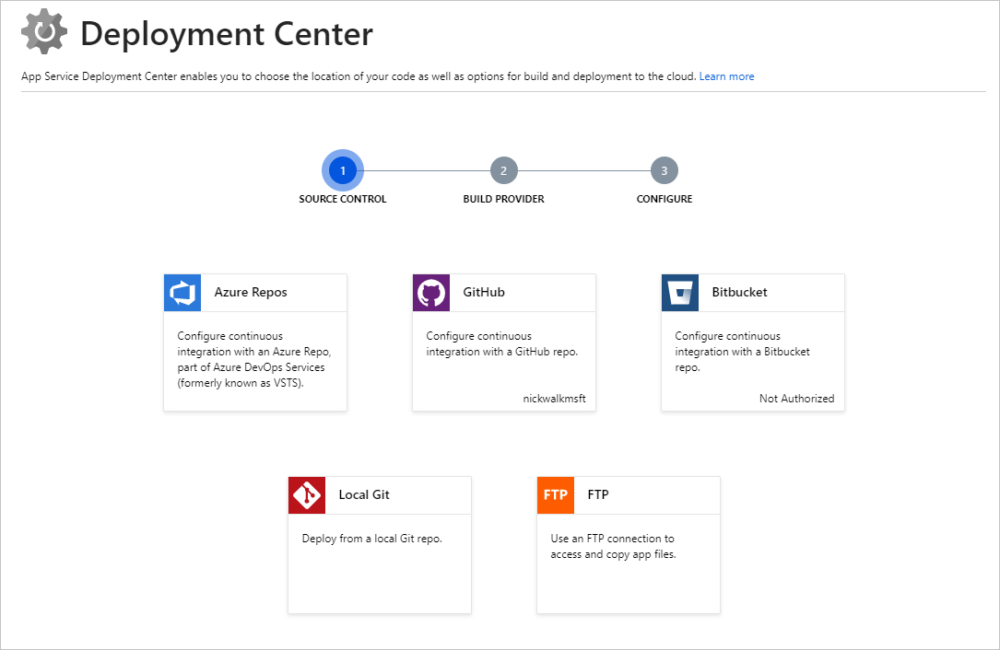 Deployment Center
App Service Deployment Center enables you to choose the location of your code as well as options for build and deployment to the cloud. Learn more
1
2
3
SOURCE CONTROL
BUILD PROVIDER
CONFIGURE
Azure Repos
Configure continuous
integration with an Azure Repo,
part of Azure DevOps Services
(formerly known as VSTS).
GitHub
Configure continuous
integration with a GitHub repo.
nickwalkmsft
Bitbucket
Configure continuous
integration with a Bitbucket
repo.
Not Authorized
Local Git
Deploy from a local Git repo.
FTP
FTP
Use an FTP connection to
access and copy app files.